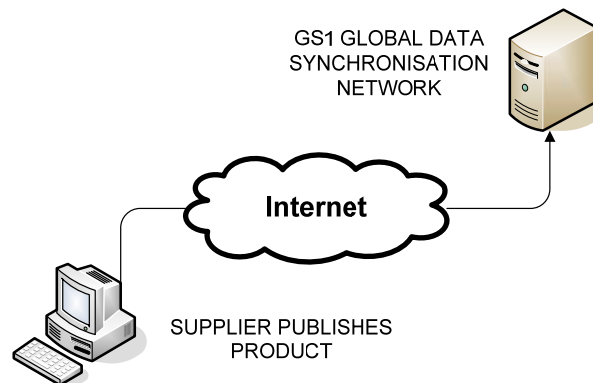 GS1 GLOBAL DATA
SYNCHRONISATION
NETWORK
Internet
SUPPLIER PUBLISHES
PRODUCT